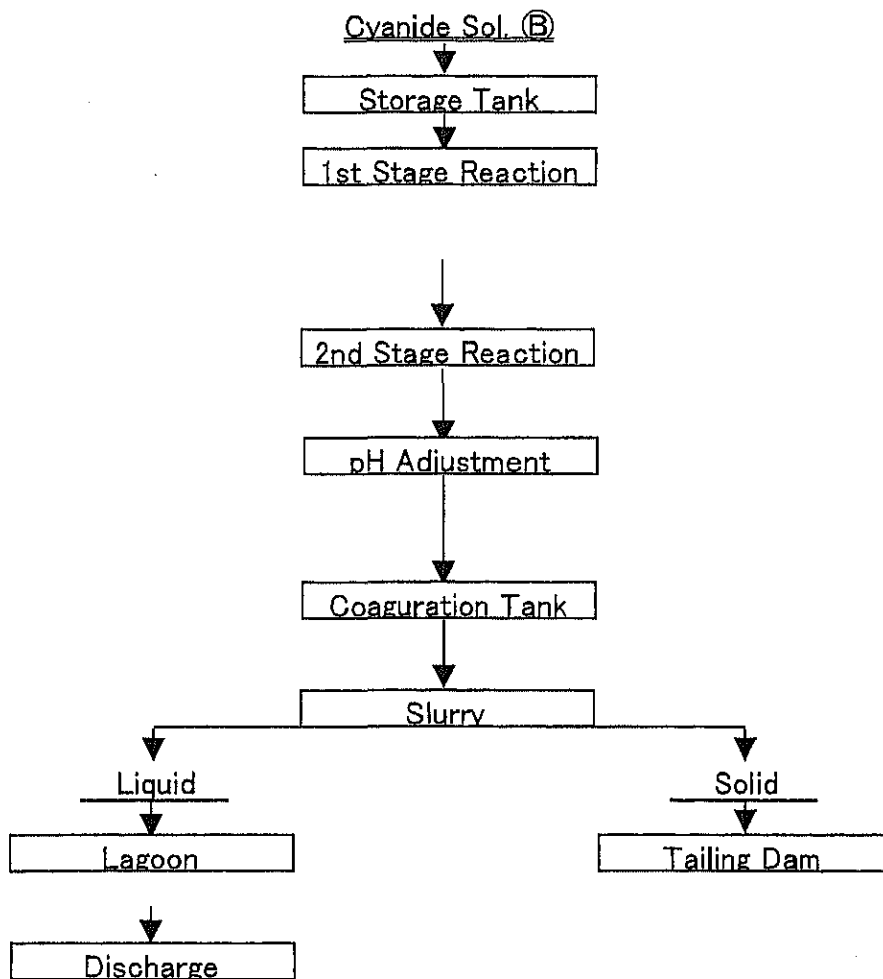 Cyanide Sol. Ⓑ
Storage Tank
1st Stage Reaction
2nd Stage Reaction
pH Adjustment
Coaguration Tank
Slurry
Liquid
Solid
Lagoon
Tailing Dam
Discharge